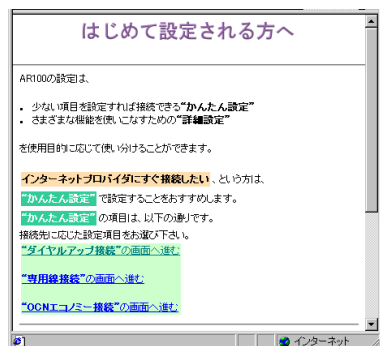 はじめて設定される方へ
AR100の設定は、
• 少ない項目を設定すれば接続できる“かんたん設定”
• さまざまな機能を使いこなすための“詳細設定”
を使用目的に応じて使い分けることができます。
インターネットプロバイダにすぐ接続したい、という方は、
“かんたん設定”で設定することをおすすめします。
“かんたん設定”の項目は、以下の通りです。
接続先に応じた設定項目をお選び下さい。
“ダイヤルアップ接続”の画面へ進む
“専用線接続”の画面へ進む
“OCNエコノミー接続”の画面へ進む
インターネット